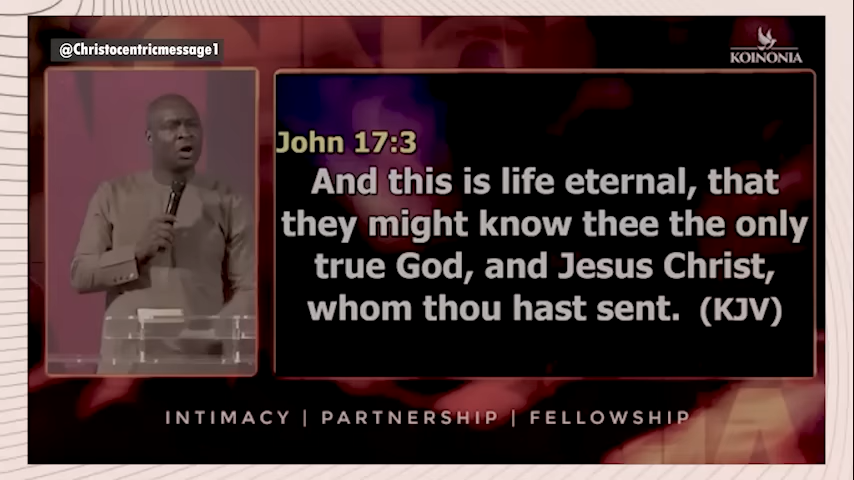 @Christocentricmessage1
KOINONIA
John 17:3
And this is life eternal, that
they might know thee the only
true God, and Jesus Christ,
whom thou hast sent. (KJV)
INTIMACY | PARTNERSHIP | FELLOWSHIP